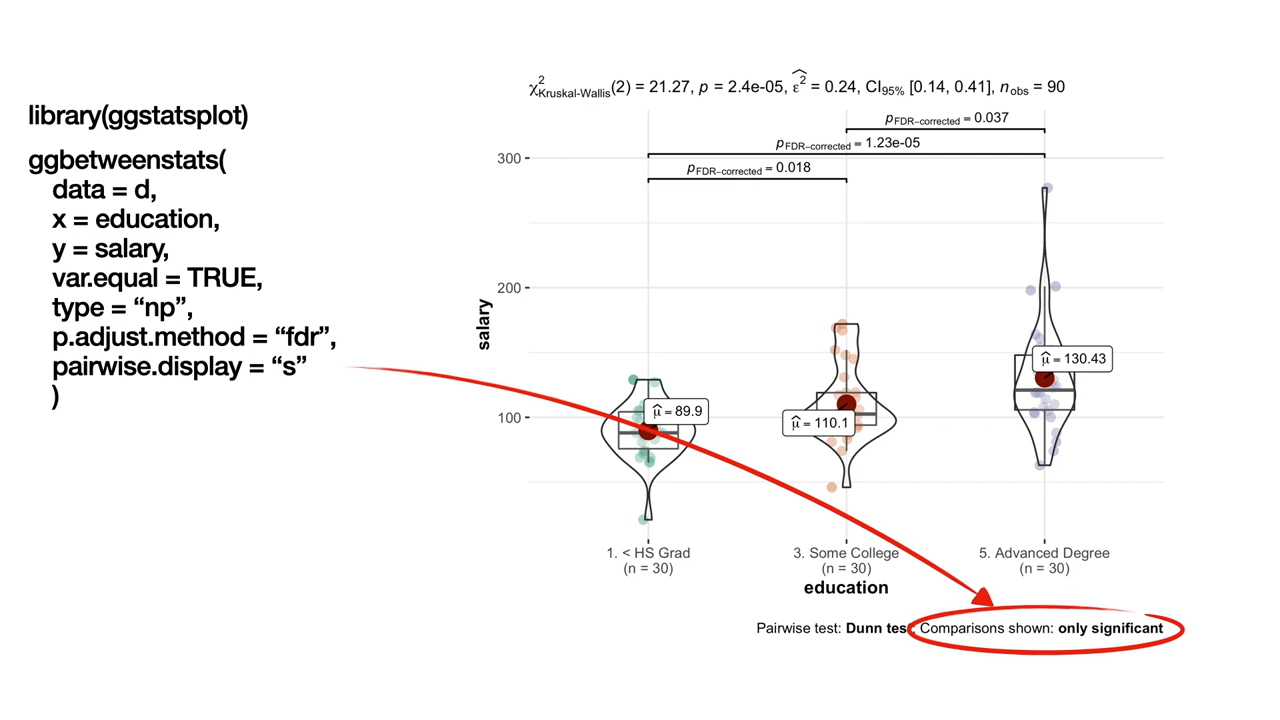 library(ggstatsplot)
ggbetweenstats(
data = d,
x = education,
y = salary,
var.equal = TRUE,
type = “np”,
p.adjust.method = “fdr”,
pairwise.display = “s”
)
χ²Kruskal-Wallis(2) = 21.27, p = 2.4e-05, ε̂² = 0.24, CI95% [0.14, 0.41], nobs = 90
pFDR−corrected = 0.037
pFDR−corrected = 1.23e-05
pFDR−corrected = 0.018
300
200
100
salary
μ̂ = 89.9
μ̂ = 110.1
μ̂ = 130.43
1. < HS Grad
(n = 30)
3. Some College
(n = 30)
5. Advanced Degree
(n = 30)
education
Pairwise test: Dunn test, Comparisons shown: only significant